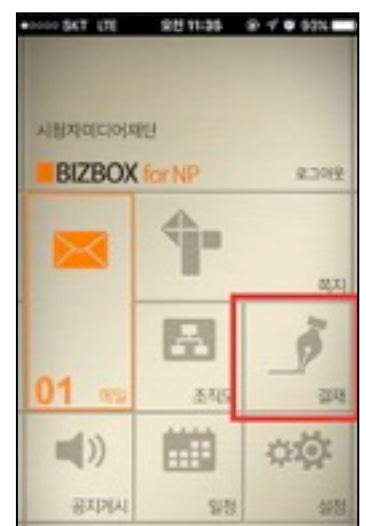 SKT LTE 오전 11:35 93%
시청자미디어재단
BIZBOX for NP 로그아웃
쪽지
01 메일 조직도 결재
공지게시 일정 설정